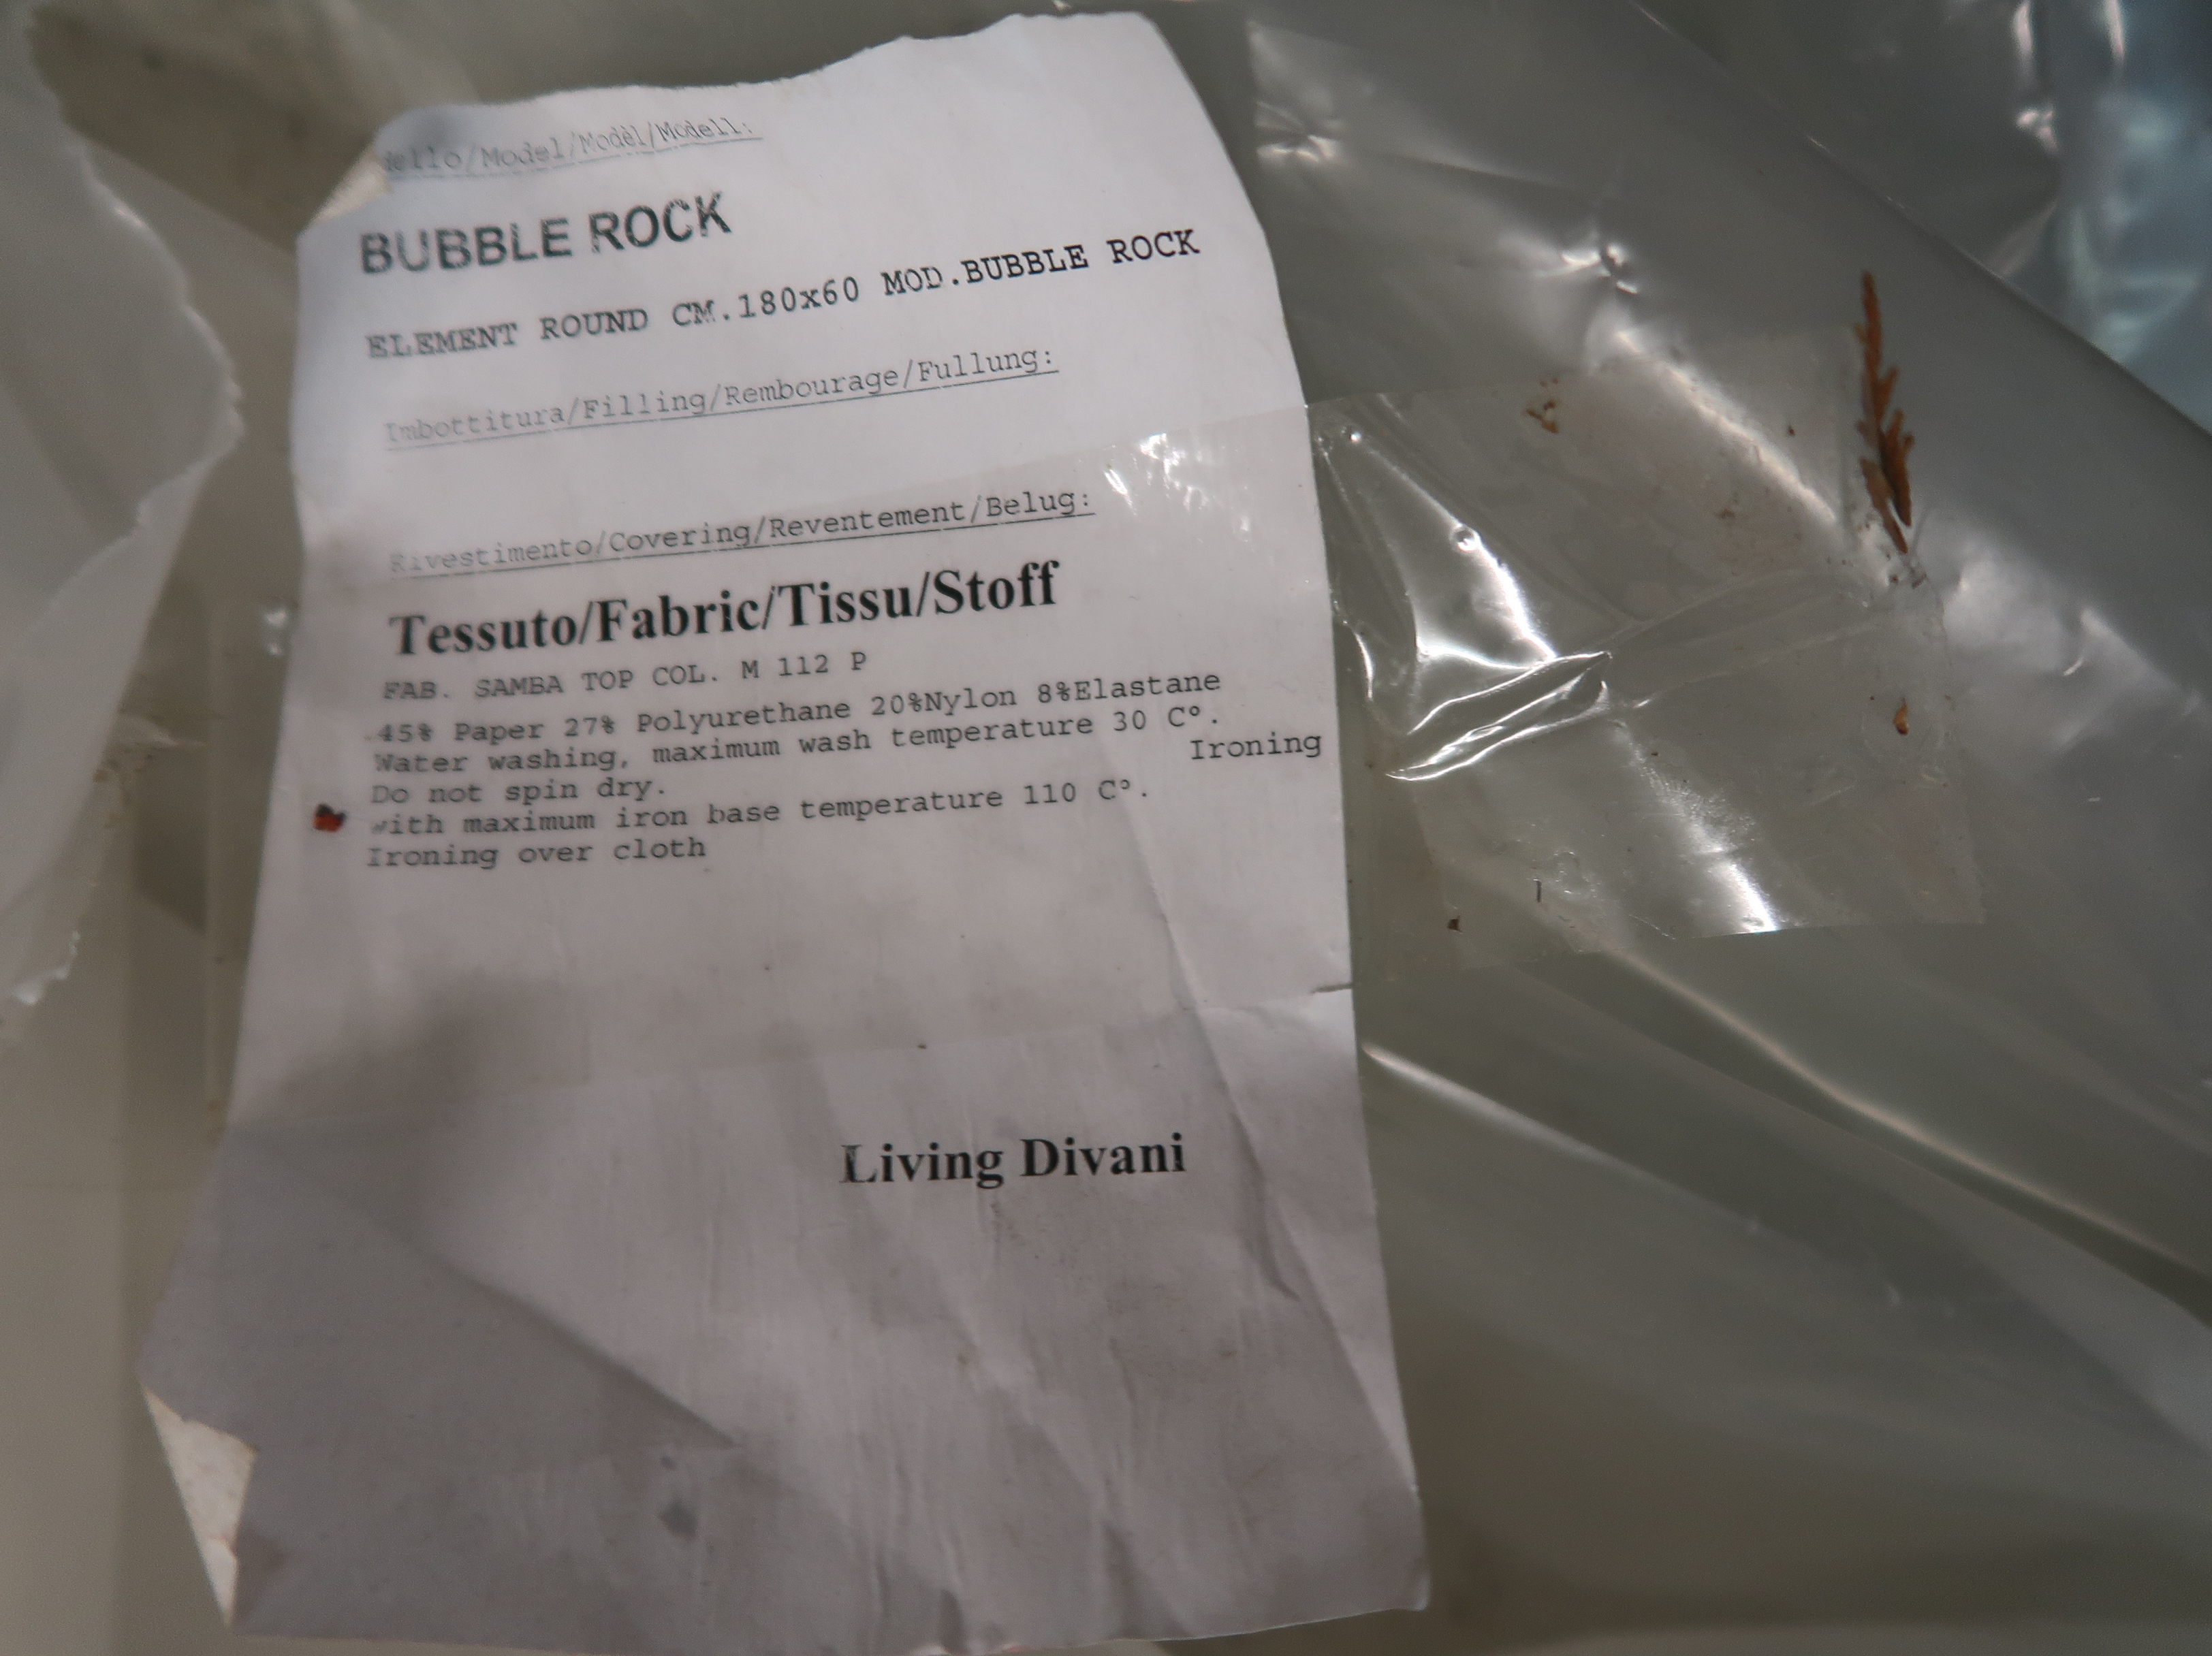 dello/Model/Modèl/Modell:
BUBBLE ROCK
ELEMENT ROUND CM.180x60 MOD.BUBBLE ROCK
Imbottitura/Filling/Rembourage/Fullung:
Rivestimento/Covering/Reventement/Belug:
Tessuto/Fabric/Tissu/Stoff
FAB. SAMBA TOP COL. M 112 P
45% Paper 27% Polyurethane 20%Nylon 8%Elastane
Water washing, maximum wash temperature 30 C°.
Do not spin dry. Ironing
with maximum iron base temperature 110 C°.
Ironing over cloth
Living Divani